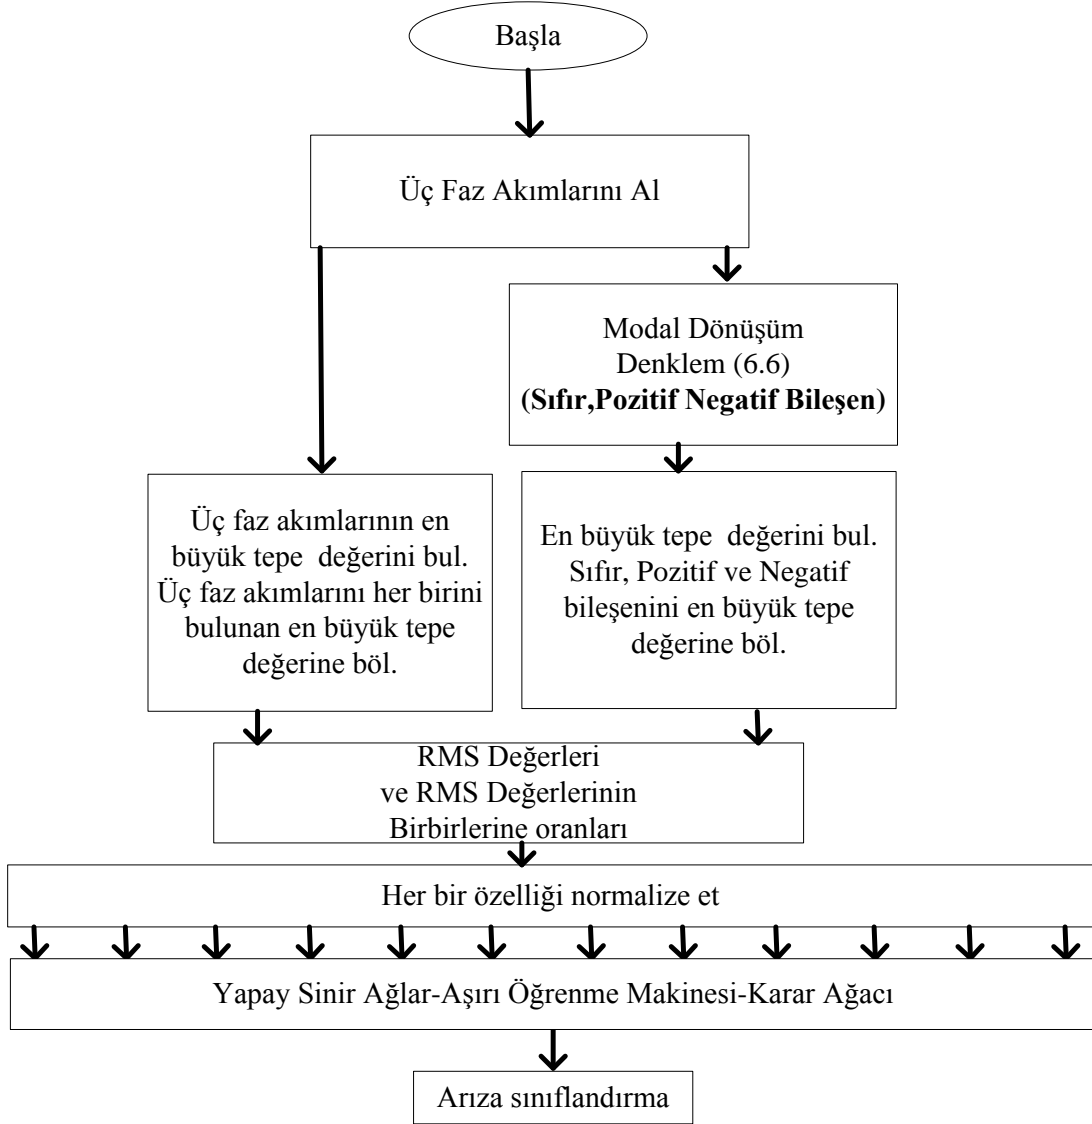 Başla
Üç Faz Akımlarını Al
Modal Dönüşüm
Denklem (6.6)
(Sıfır,Pozitif Negatif Bileşen)
Üç faz akımlarının en
büyük tepe değerini bul.
Üç faz akımlarını her birini
bulunan en büyük tepe
değerine böl.
En büyük tepe değerini bul.
Sıfır, Pozitif ve Negatif
bileşenini en büyük tepe
değerine böl.
RMS Değerleri
ve RMS Değerlerinin
Birbirlerine oranları
Her bir özelliği normalize et
Yapay Sinir Ağlar-Aşırı Öğrenme Makinesi-Karar Ağacı
Arıza sınıflandırma